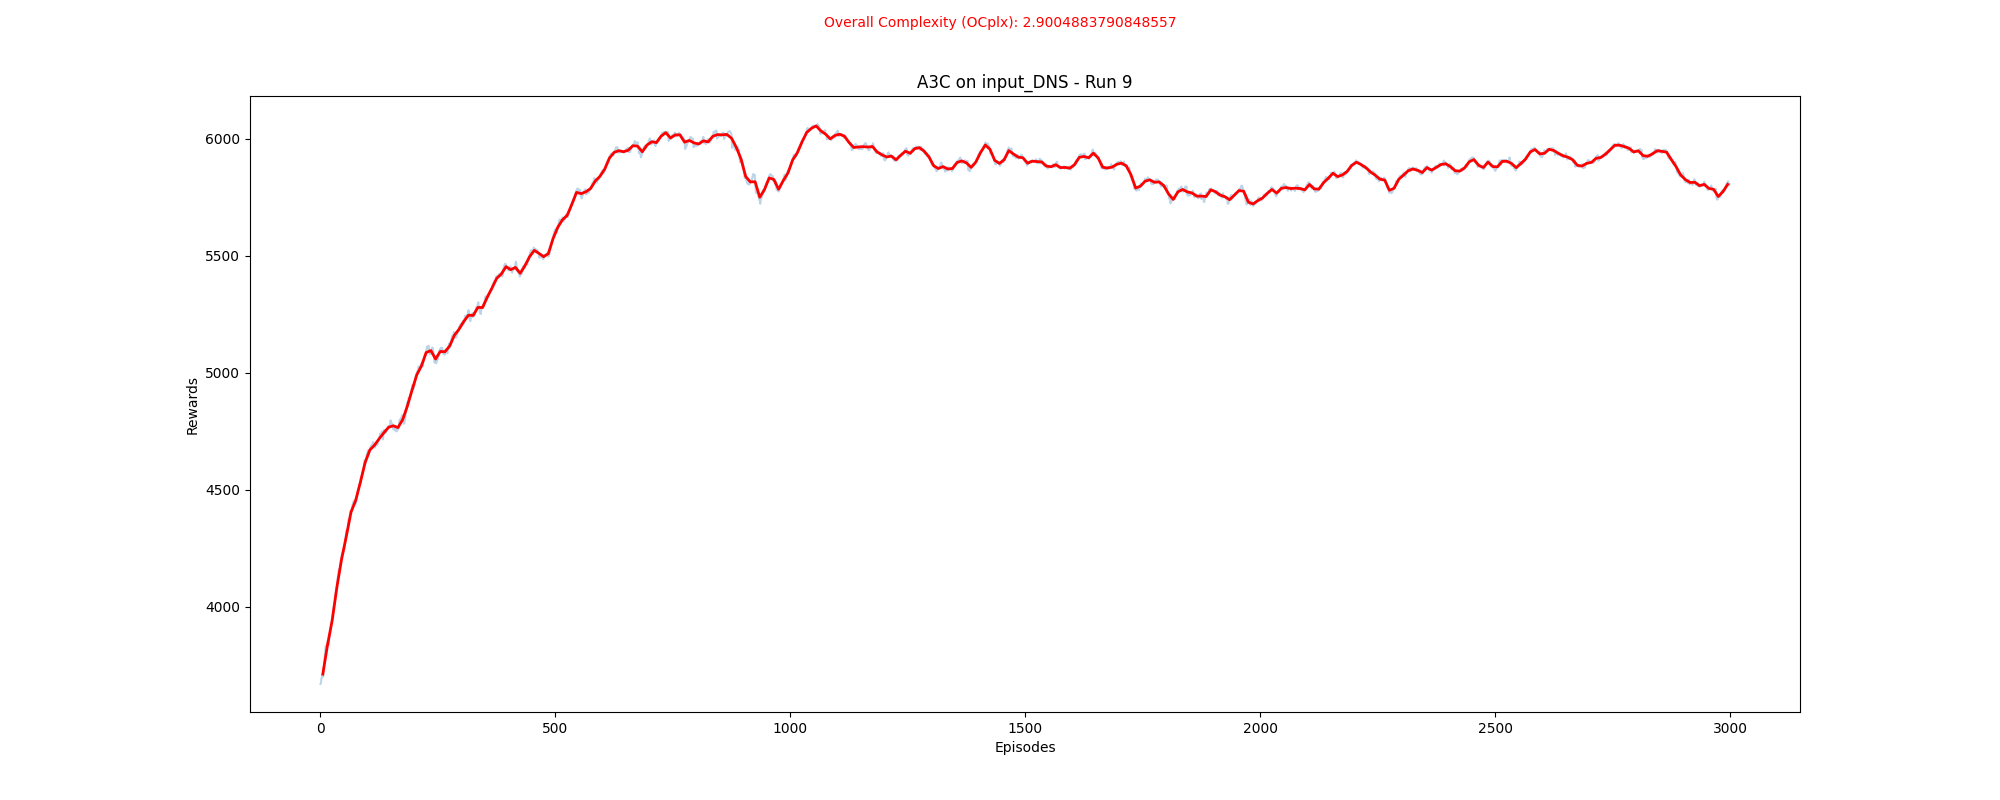 Overall Complexity (OCplx): 2.9004883790848557
A3C on input_DNS - Run 9
6000
5500
5000
4500
4000
Rewards
0 500 1000 1500 2000 2500 3000
Episodes